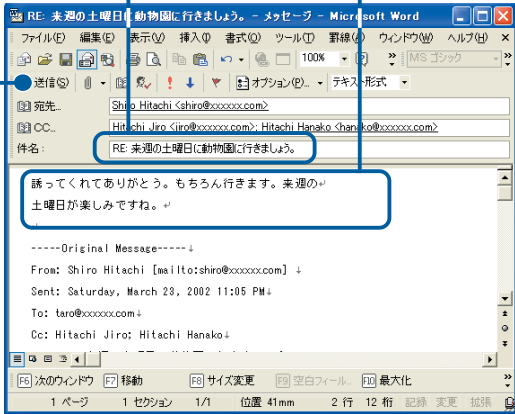 RE: 来週の土曜日に動物園に行きましょう。 - メッセージ - Microsoft Word
ファイル(F) 編集(E) 表示(V) 挿入(I) 書式(O) ツール(T) 罫線(A) ウィンドウ(W) ヘルプ(H) ×
100% MS ゴシック
送信(S) オプション(P)... テキスト形式
宛先... Shiro Hitachi <shiro@xxxxxx.com>
CC... Hitachi Jiro <jiro@xxxxxx.com>; Hitachi Hanako <hanako@xxxxxx.com>
件名: RE: 来週の土曜日に動物園に行きましょう。
誘ってくれてありがとう。もちろん行きます。来週の↵
土曜日が楽しみですね。↵
-----Original Message-----↓
From: Shiro Hitachi [mailto:shiro@xxxxxx.com] ↓
Sent: Saturday, March 23, 2002 11:05 PM↓
To: taro@xxxxxx.com↓
Cc: Hitachi Jiro; Hitachi Hanako↓
F6 次のウィンドウ F7 移動 F8 サイズ変更 F9 空白フィール... F10 最大化
1 ページ 1 セクション 1/1 位置 41mm 2 行 12 桁 記録 変更 拡張